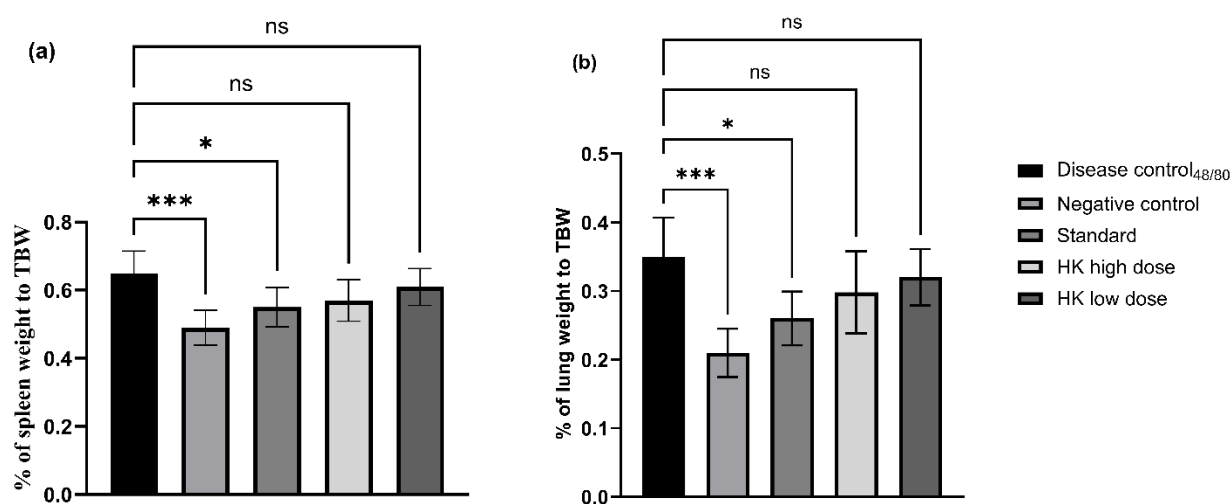 (a)
ns
ns
*
***
% of spleen weight to TBW
0.8
0.6
0.4
0.2
0.0
(b)
ns
ns
*
***
% of lung weight to TBW
0.5
0.4
0.3
0.2
0.1
0.0
Disease control48/80
Negative control
Standard
HK high dose
HK low dose